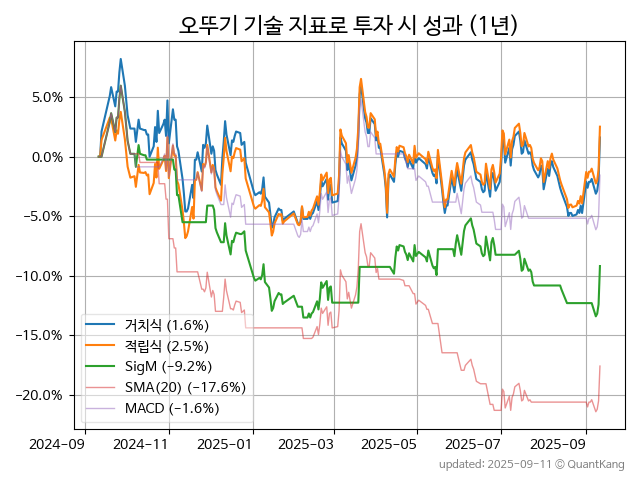 오뚜기 기술 지표로 투자 시 성과 (1년)
5.0%
0.0%
−5.0%
−10.0%
−15.0%
−20.0%
거치식 (1.6%)
적립식 (2.5%)
SigM (−9.2%)
SMA(20) (−17.6%)
MACD (−1.6%)
2024-09 2024-11 2025-01 2025-03 2025-05 2025-07 2025-09
updated: 2025-09-11 © QuantKang